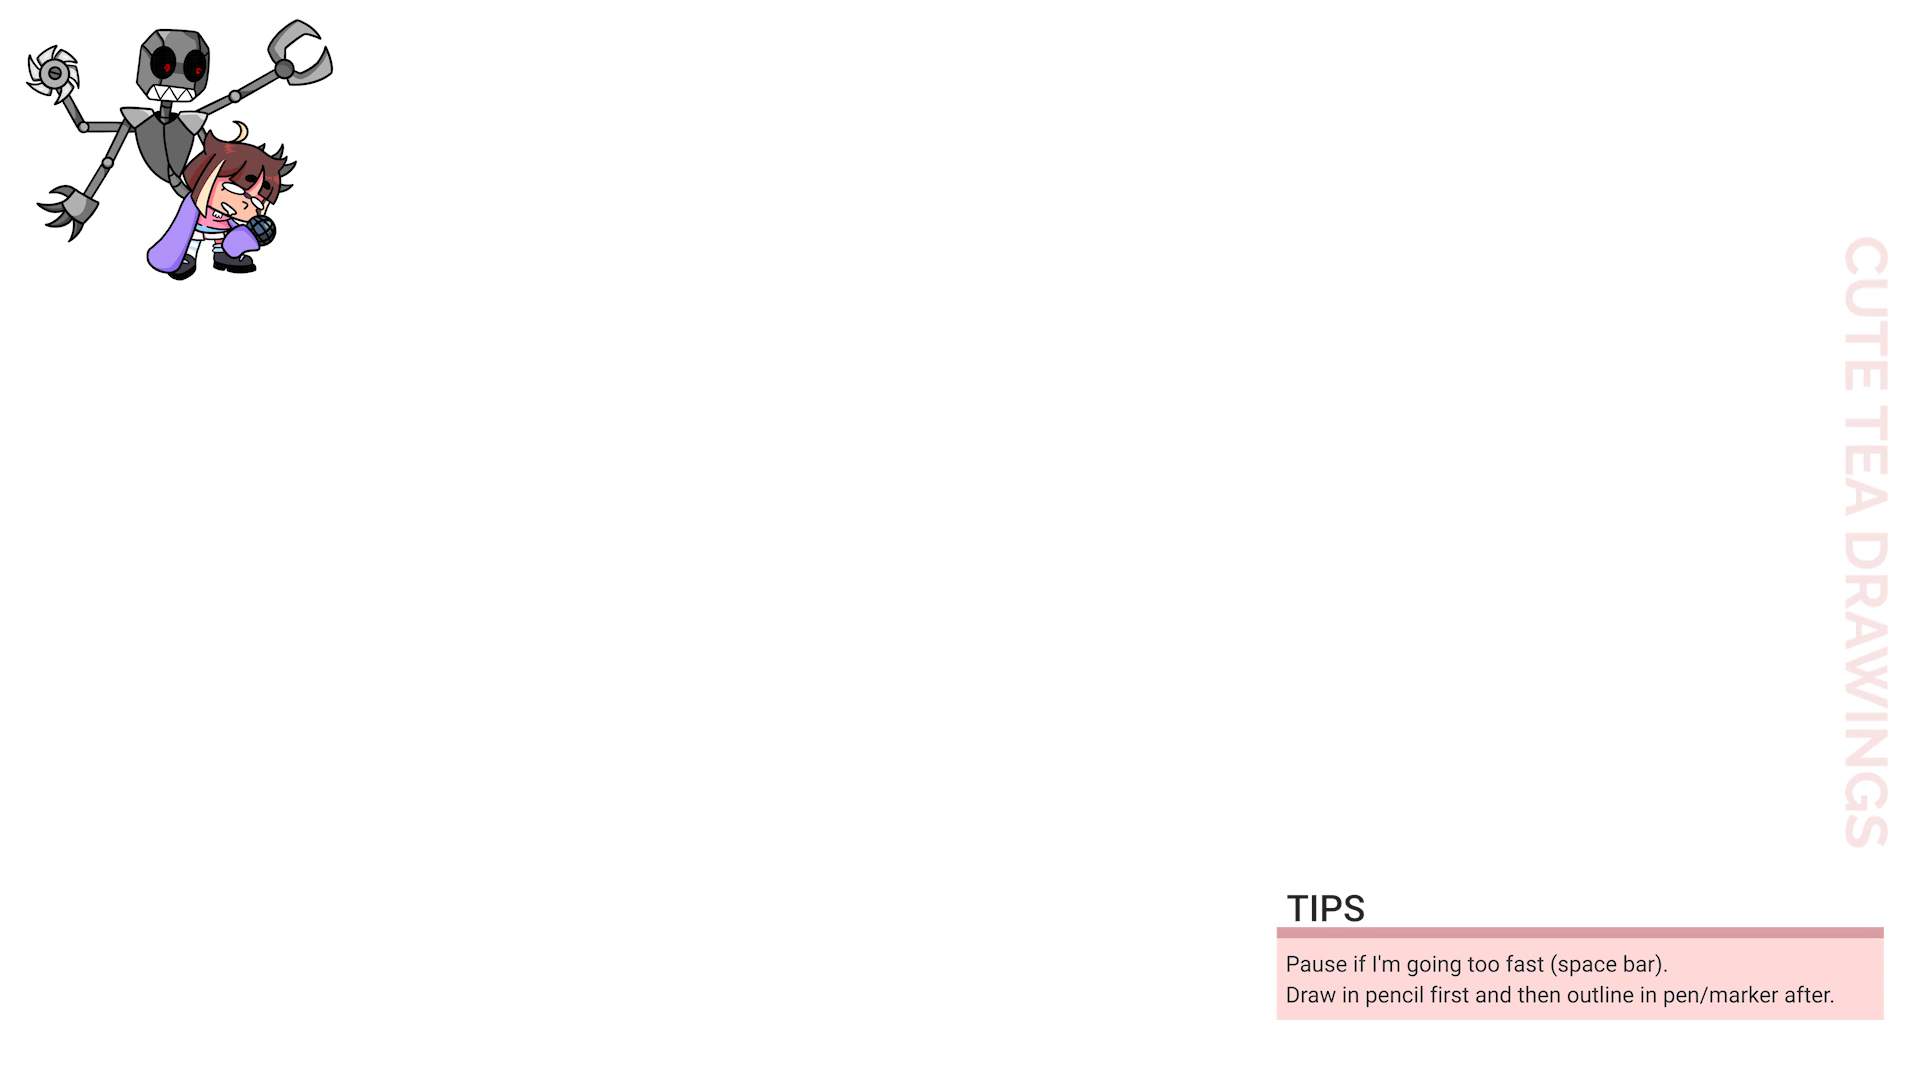 CUTE TEA DRAWINGS
TIPS
Pause if I'm going too fast (space bar).
Draw in pencil first and then outline in pen/marker after.